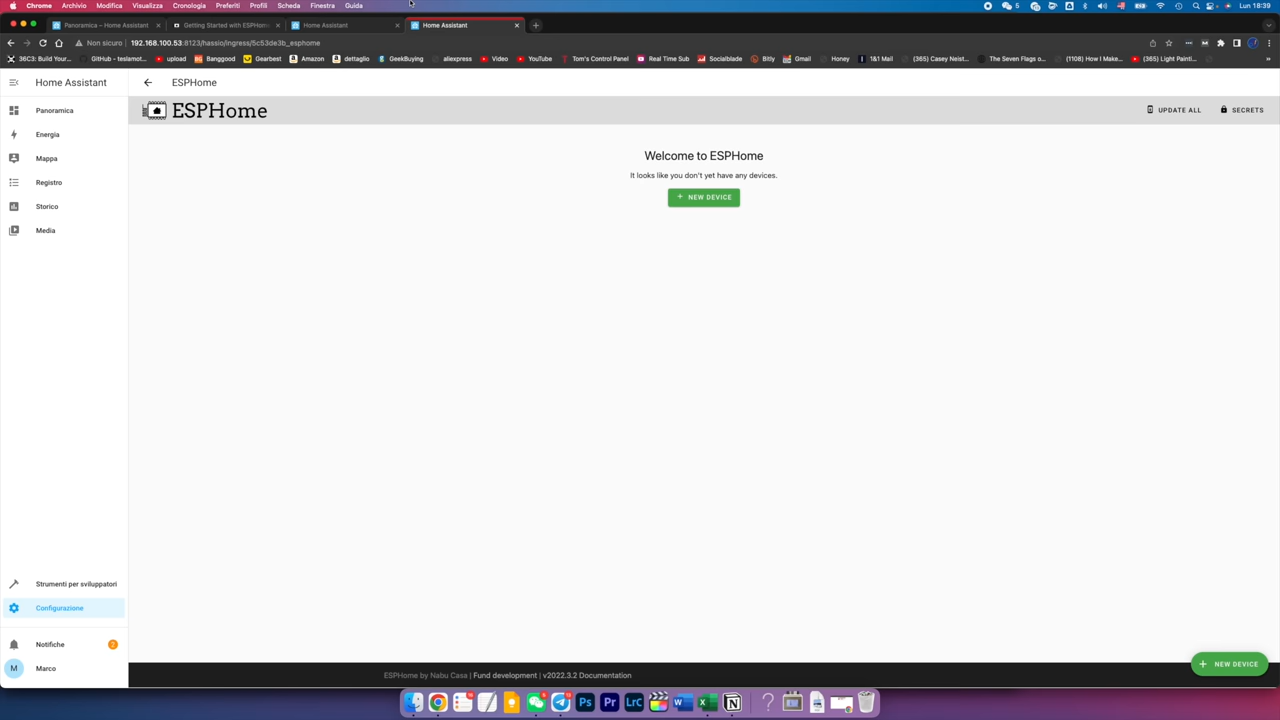 Chrome Archivio Modifica Visualizza Cronologia Preferiti Profili Scheda Finestra Guida 5 Lun 18:39
Panoramica – Home Assistant Getting Started with ESPHom Home Assistant Home Assistant
Non sicuro 192.168.100.53:8123/hassio/ingress/5c53de3b_esphome
36C3: Build Your... GitHub - teslamot... upload Banggood Gearbest Amazon dettaglio GeekBuying aliexpress Video YouTube Tom's Control Panel Real Time Sub Socialblade Bitly Gmail Honey 1&1 Mail (365) Casey Neist... The Seven Flags o... (1108) How I Make... (365) Light Painti... »
Home Assistant ESPHome
ESPHome UPDATE ALL SECRETS
Panoramica
Energia
Mappa
Registro
Storico
Media
Welcome to ESPHome
It looks like you don't yet have any devices.
+ NEW DEVICE
Strumenti per sviluppatori
Configurazione
Notifiche 2
M Marco
+ NEW DEVICE
ESPHome by Nabu Casa | Fund development | v2022.3.2 Documentation
Ps Pr LrC W X N ?